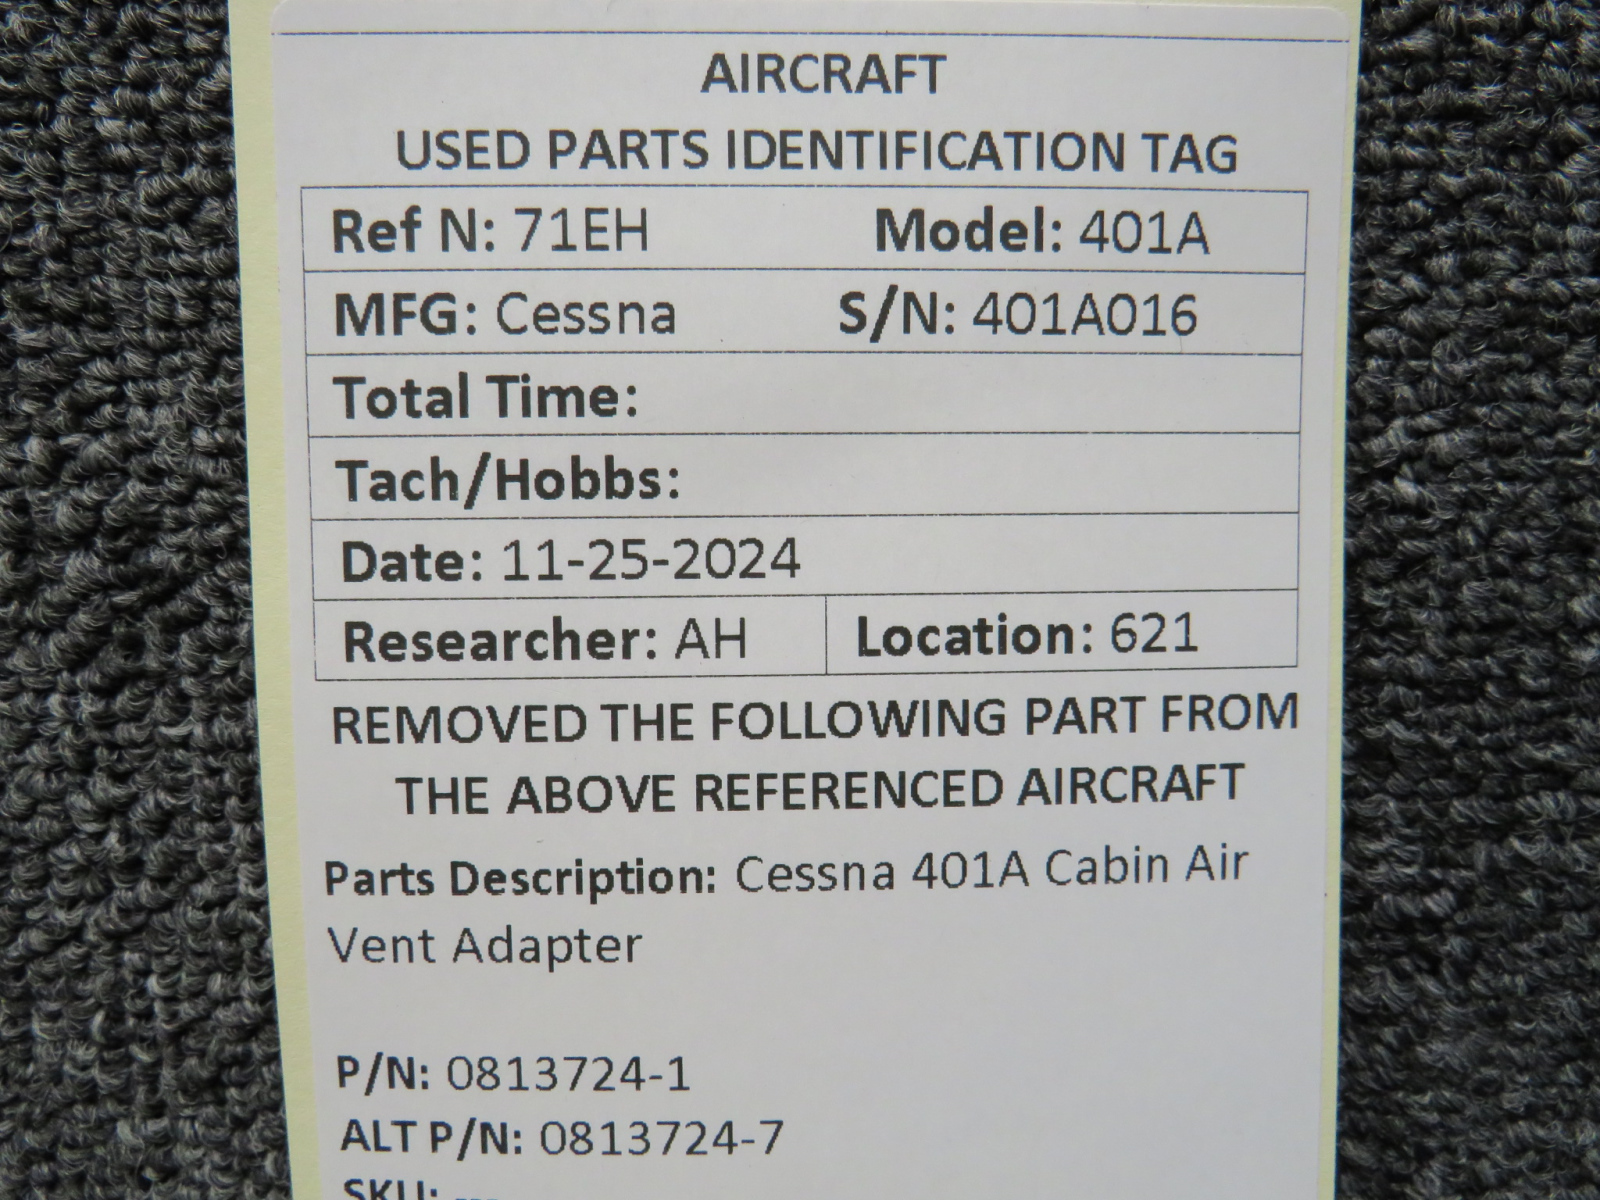 AIRCRAFT
USED PARTS IDENTIFICATION TAG
Ref N: 71EH Model: 401A
MFG: Cessna S/N: 401A016
Total Time:
Tach/Hobbs:
Date: 11-25-2024
Researcher: AH Location: 621
REMOVED THE FOLLOWING PART FROM
THE ABOVE REFERENCED AIRCRAFT
Parts Description: Cessna 401A Cabin Air
Vent Adapter
P/N: 0813724-1
ALT P/N: 0813724-7
SKU: